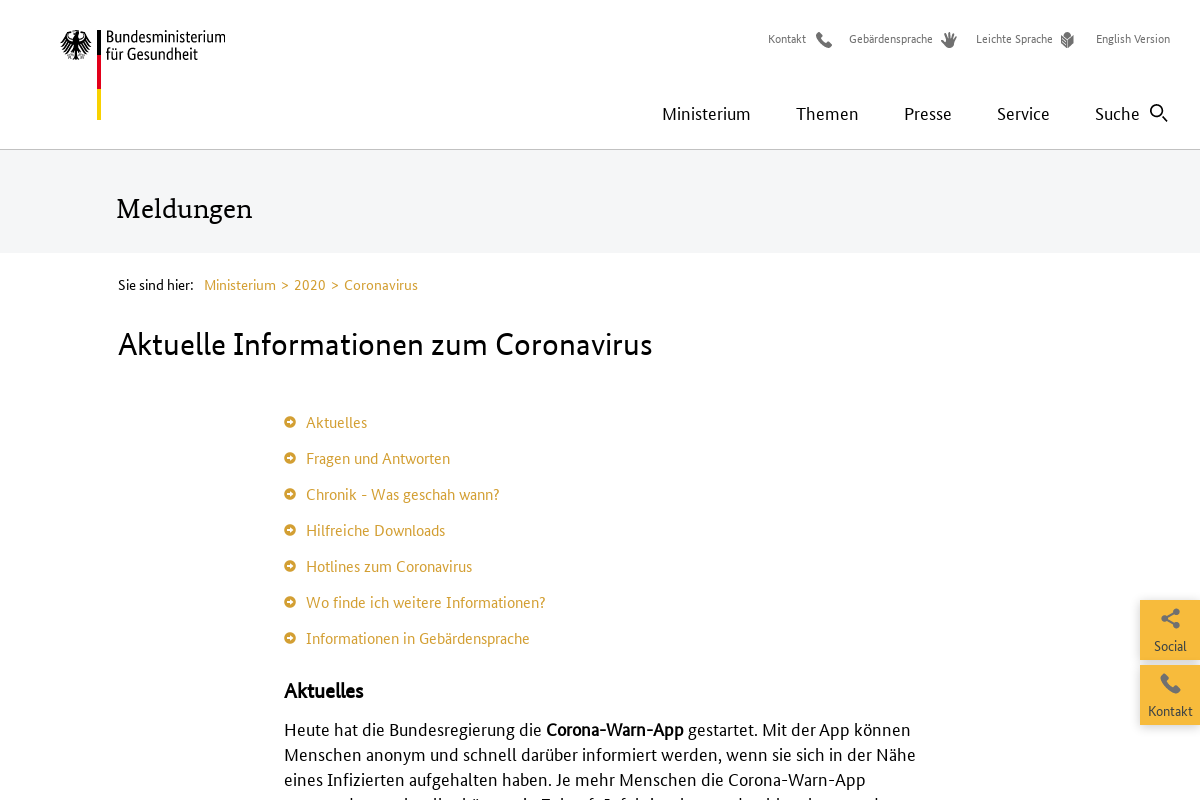 Bundesministerium
für Gesundheit
Kontakt
Gebärdensprache
Leichte Sprache
English Version
Ministerium
Themen
Presse
Service
Suche
Meldungen
Sie sind hier: Ministerium > 2020 > Coronavirus
Aktuelle Informationen zum Coronavirus
Aktuelles
Fragen und Antworten
Chronik - Was geschah wann?
Hilfreiche Downloads
Hotlines zum Coronavirus
Wo finde ich weitere Informationen?
Informationen in Gebärdensprache
Social
Kontakt
Aktuelles
Heute hat die Bundesregierung die Corona-Warn-App gestartet. Mit der App können
Menschen anonym und schnell darüber informiert werden, wenn sie sich in der Nähe
eines Infizierten aufgehalten haben. Je mehr Menschen die Corona-Warn-App